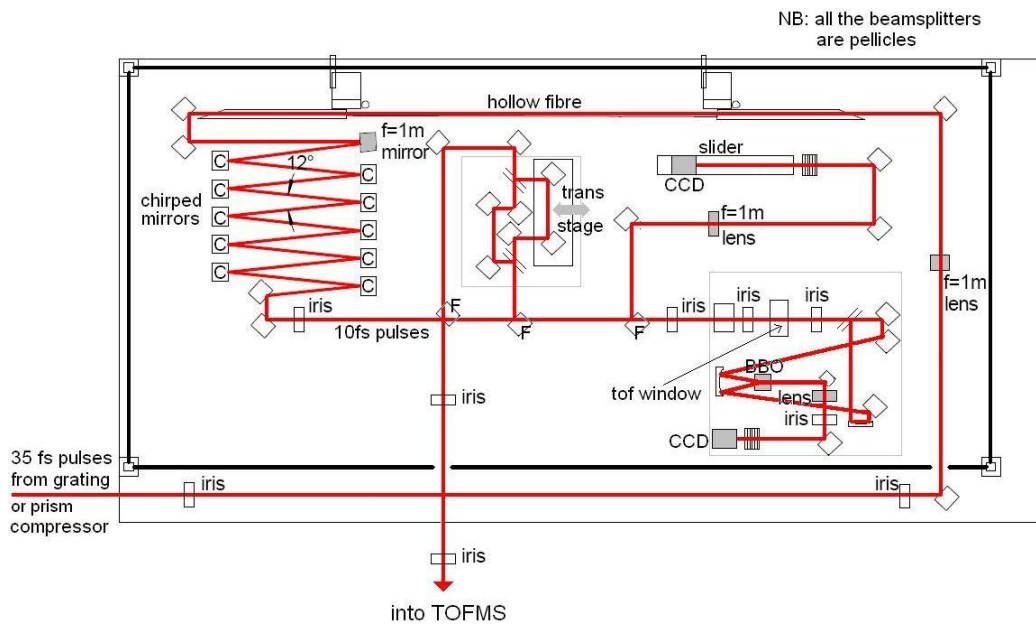 NB: all the beamsplitters
are pellicles
hollow fibre
f=1m
mirror
12°
C
C
C
C
C
C
C
C
C
C
chirped
mirrors
trans
stage
slider
CCD
f=1m
lens
f=1m
lens
iris
10fs pulses
F
F
F
iris
iris
iris
BBO
tof window
lens
iris
CCD
iris
35 fs pulses
from grating
or prism
compressor
iris
iris
iris
into TOFMS